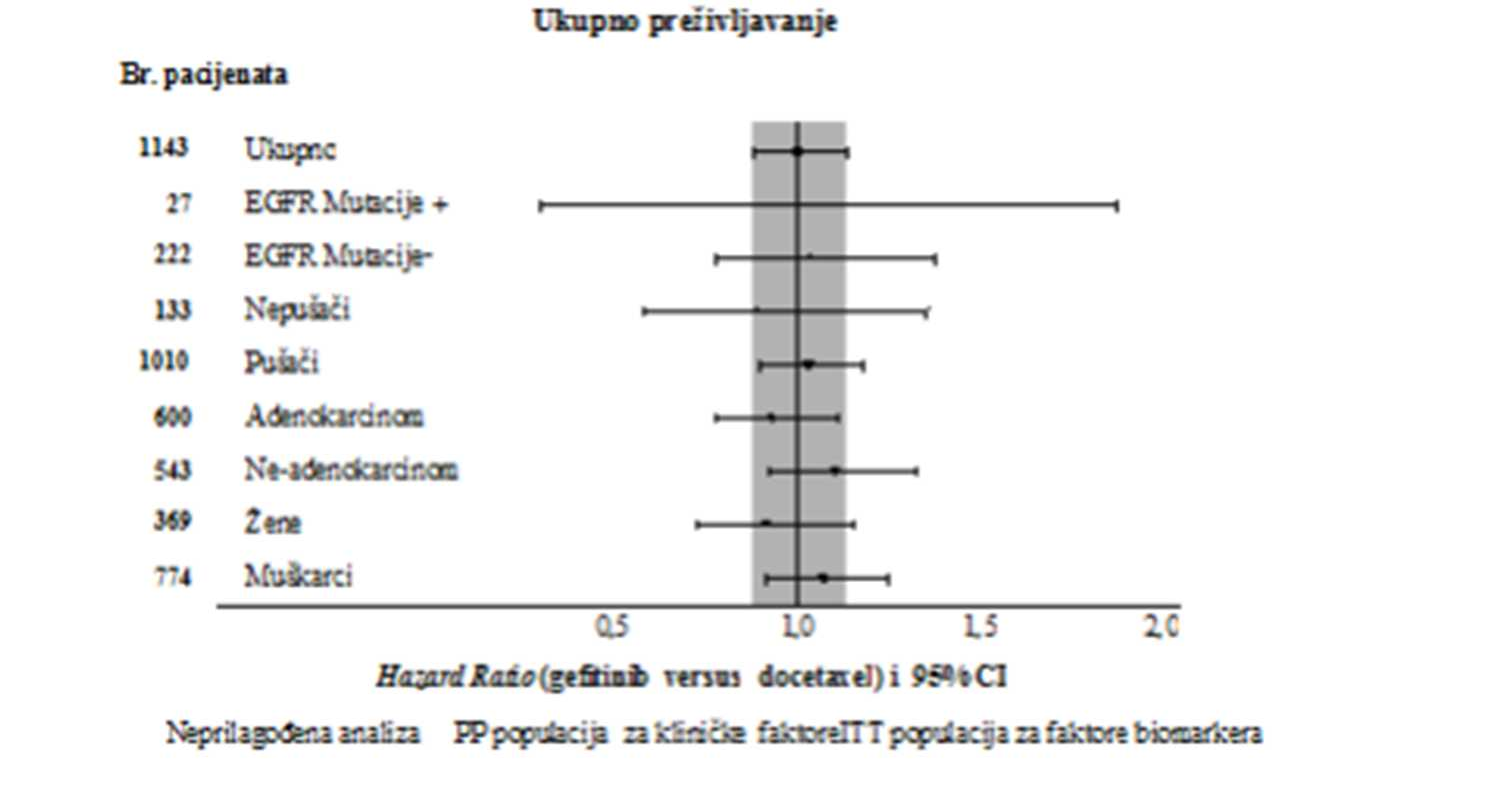 Ukupno preživljavanje
Br. pacijenata
1143 Ukupno
27 EGFR Mutacije +
222 EGFR Mutacije-
133 Nepušači
1010 Pušači
600 Adenokarcinom
543 Ne-adenokarcinom
369 Žene
774 Muškarci
0,5 1,0 1,5 2,0
Hazard Ratio (gefitinib versus docetaxel) i 95% CI
Neprilagođena analiza PP populacija za kliničke faktoreITT populacija za faktore biomarkera